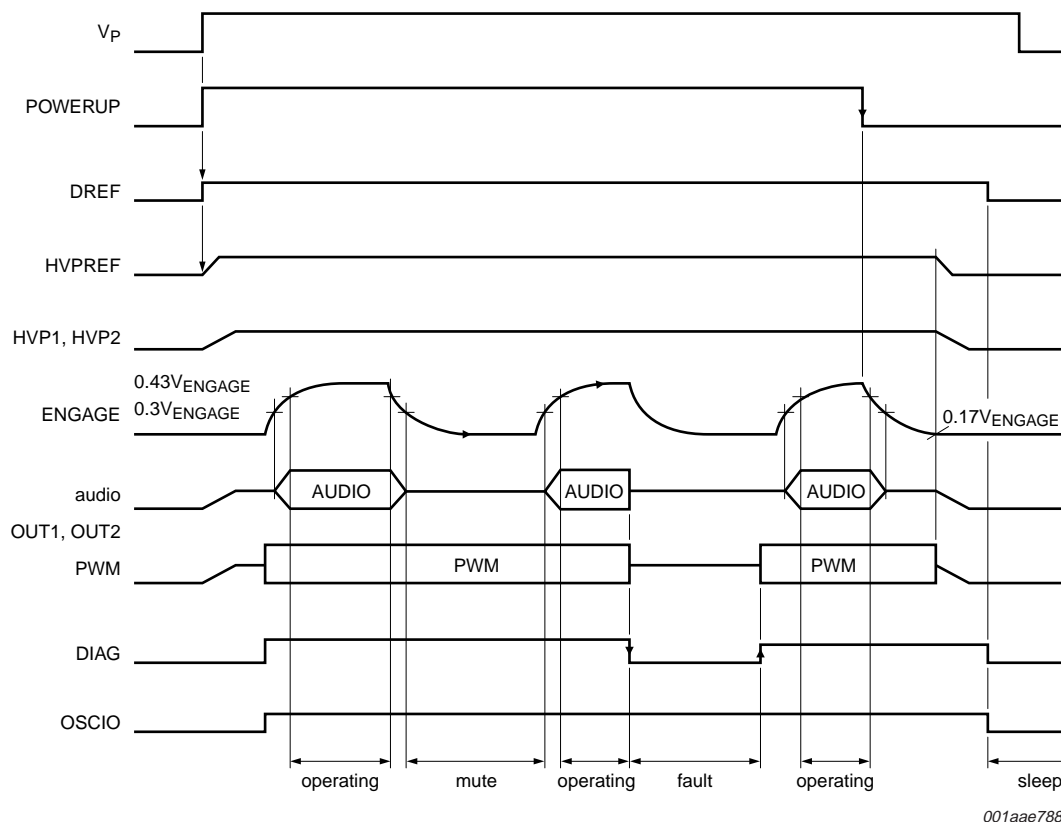 VP
POWERUP
DREF
HVPREF
HVP1, HVP2
0.43VENGAGE
ENGAGE
0.3VENGAGE
0.17VENGAGE
audio
AUDIO AUDIO AUDIO
OUT1, OUT2
PWM
PWM PWM
DIAG
OSCIO
operating mute operating fault operating sleep
001aae788